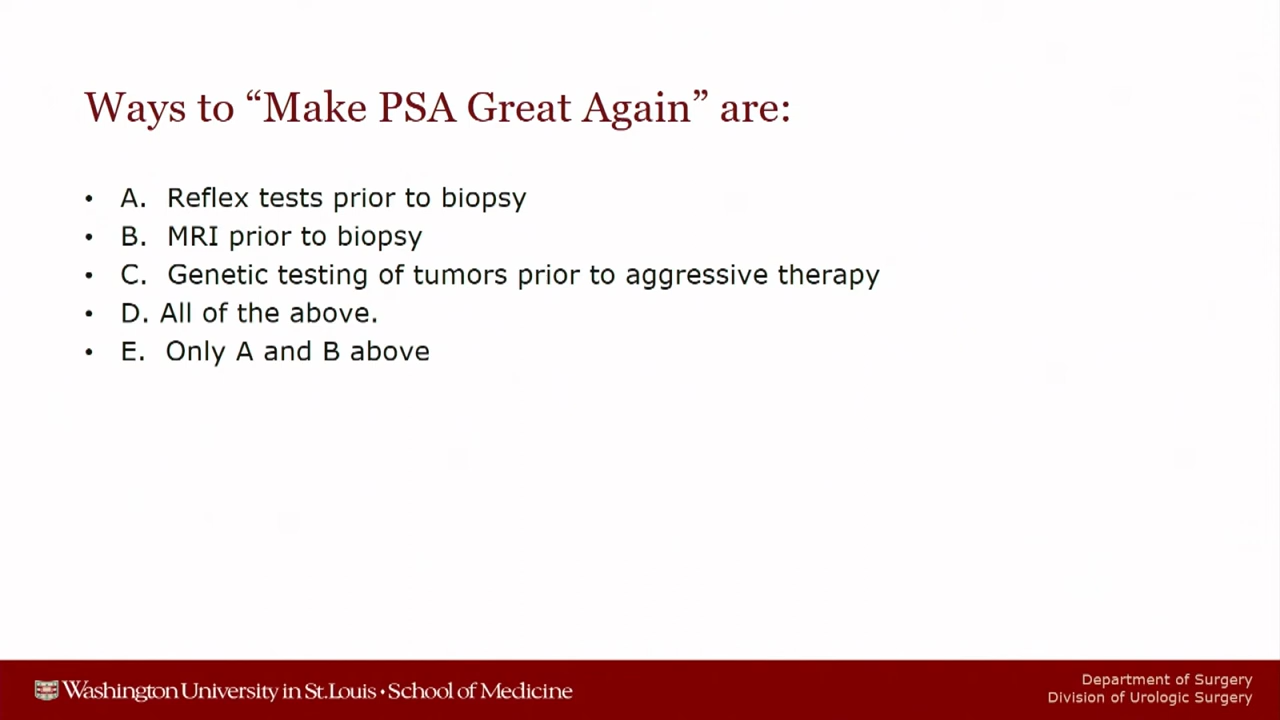 Ways to “Make PSA Great Again” are:
• A. Reflex tests prior to biopsy
• B. MRI prior to biopsy
• C. Genetic testing of tumors prior to aggressive therapy
• D. All of the above.
• E. Only A and B above
Washington University in St.Louis • School of Medicine
Department of Surgery
Division of Urologic Surgery